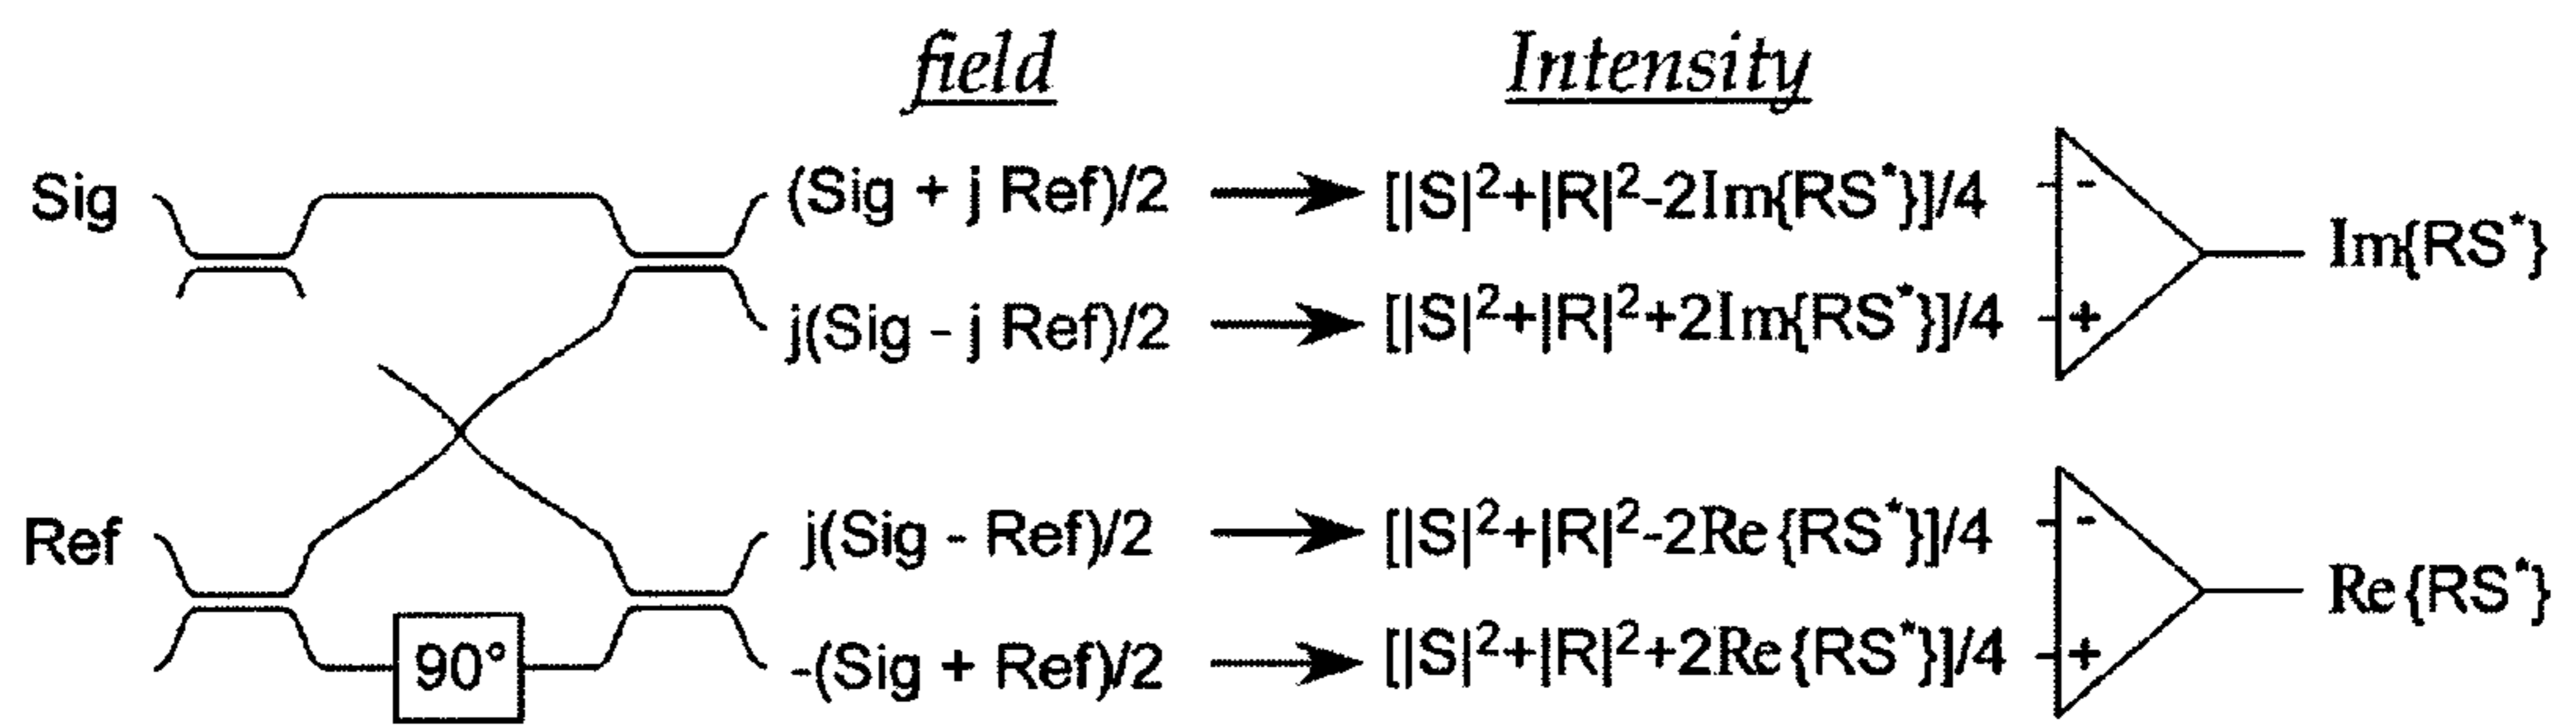 field Intensity
Sig (Sig + j Ref)/2 [|S|²+|R|²-2Im{RS*}]/4 -
Im{RS*}
j(Sig - j Ref)/2 [|S|²+|R|²+2Im{RS*}]/4 +
Ref j(Sig - Ref)/2 [|S|²+|R|²-2Re{RS*}]/4 -
Re{RS*}
90° -(Sig + Ref)/2 [|S|²+|R|²+2Re{RS*}]/4 +